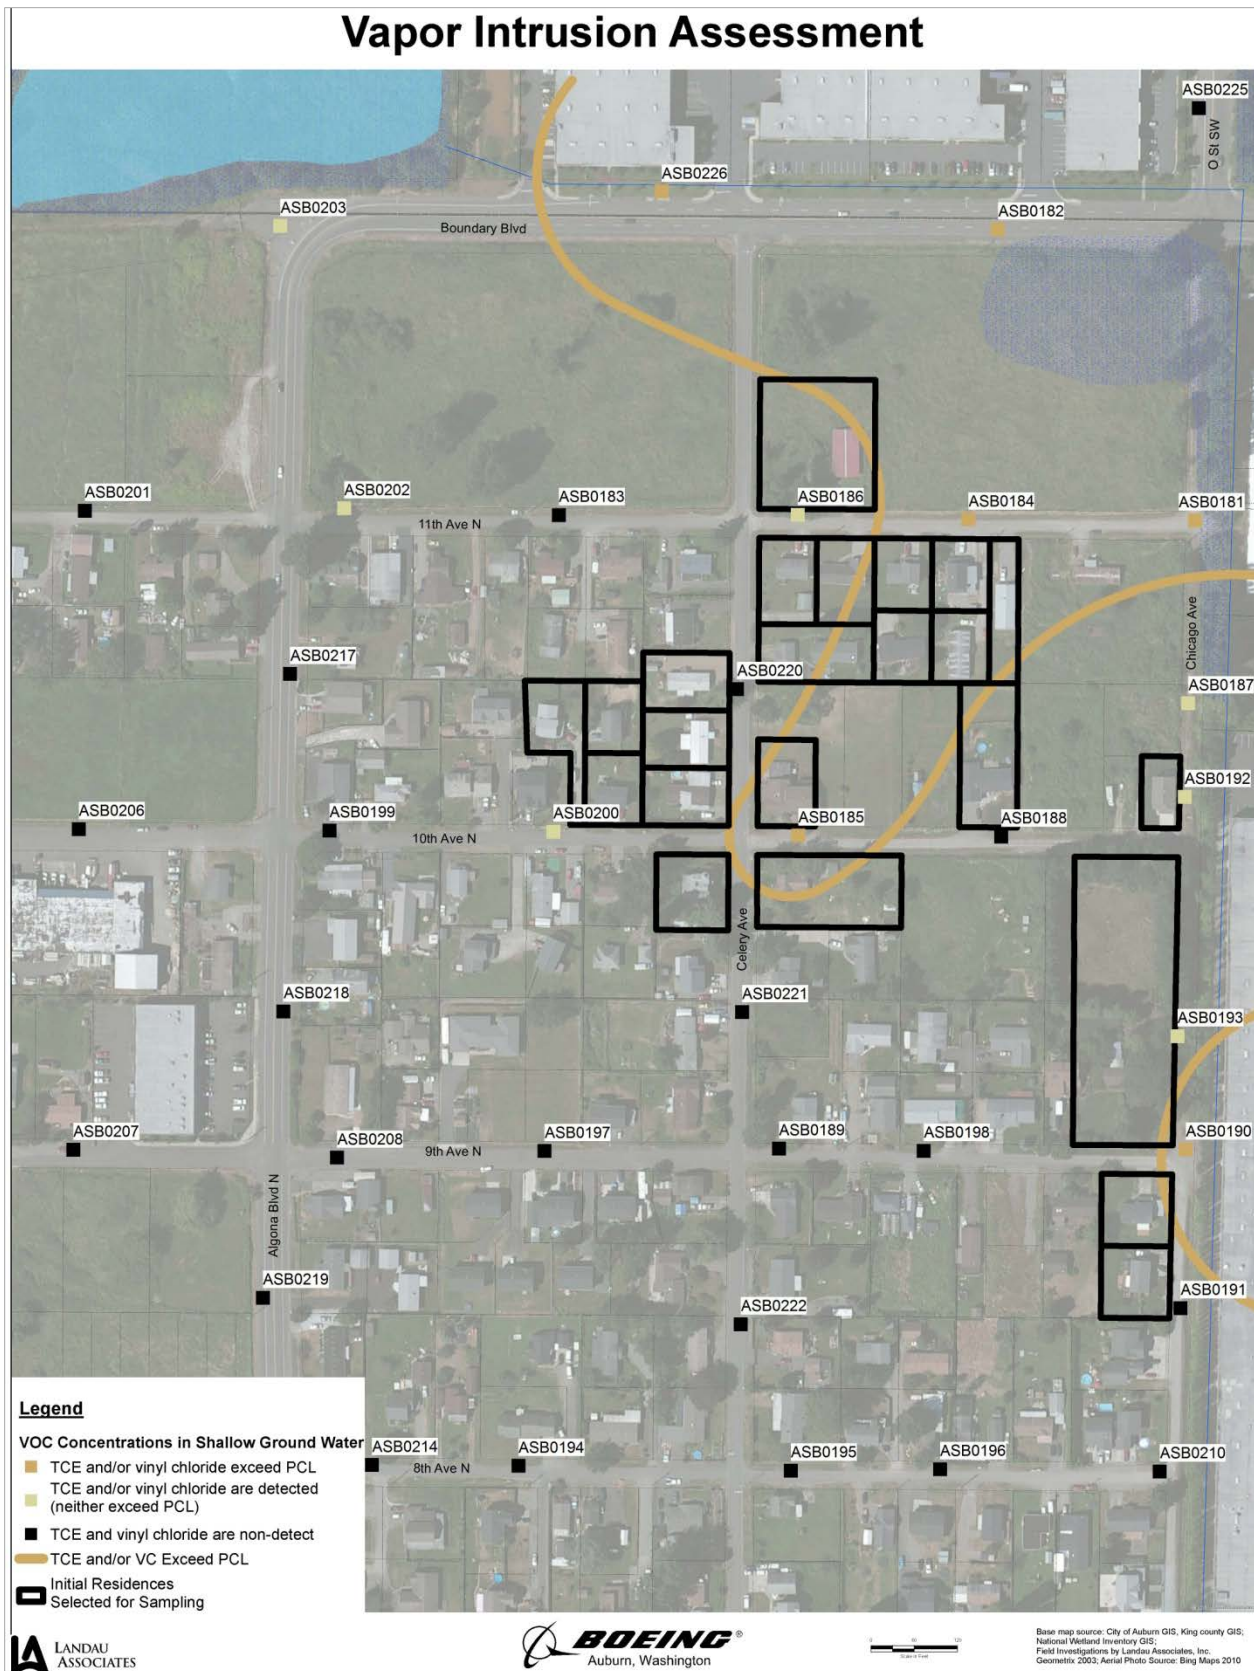 Vapor Intrusion Assessment
ASB0225
O St SW
ASB0226
ASB0203
ASB0182
Boundary Blvd
ASB0201
ASB0202
ASB0183
ASB0186
ASB0184
ASB0181
11th Ave N
Chicago Ave
ASB0217
ASB0220
ASB0187
ASB0192
ASB0206
ASB0199
ASB0200
ASB0185
ASB0188
10th Ave N
Celery Ave
ASB0218
ASB0221
ASB0193
ASB0207
ASB0208
9th Ave N
ASB0197
ASB0189
ASB0198
ASB0190
Algona Blvd N
ASB0219
ASB0222
ASB0191
Legend
VOC Concentrations in Shallow Ground Water
TCE and/or vinyl chloride exceed PCL
TCE and/or vinyl chloride are detected
(neither exceed PCL)
TCE and vinyl chloride are non-detect
TCE and/or VC Exceed PCL
Initial Residences
Selected for Sampling
ASB0214
ASB0194
8th Ave N
ASB0195
ASB0196
ASB0210
LA LANDAU
ASSOCIATES
BOEING®
Auburn, Washington
Scale in Feet
Base map source: City of Auburn GIS, King county GIS;
National Wetland Inventory GIS;
Field Investigations by Landau Associates, Inc.
Geometrix 2003; Aerial Photo Source: Bing Maps 2010